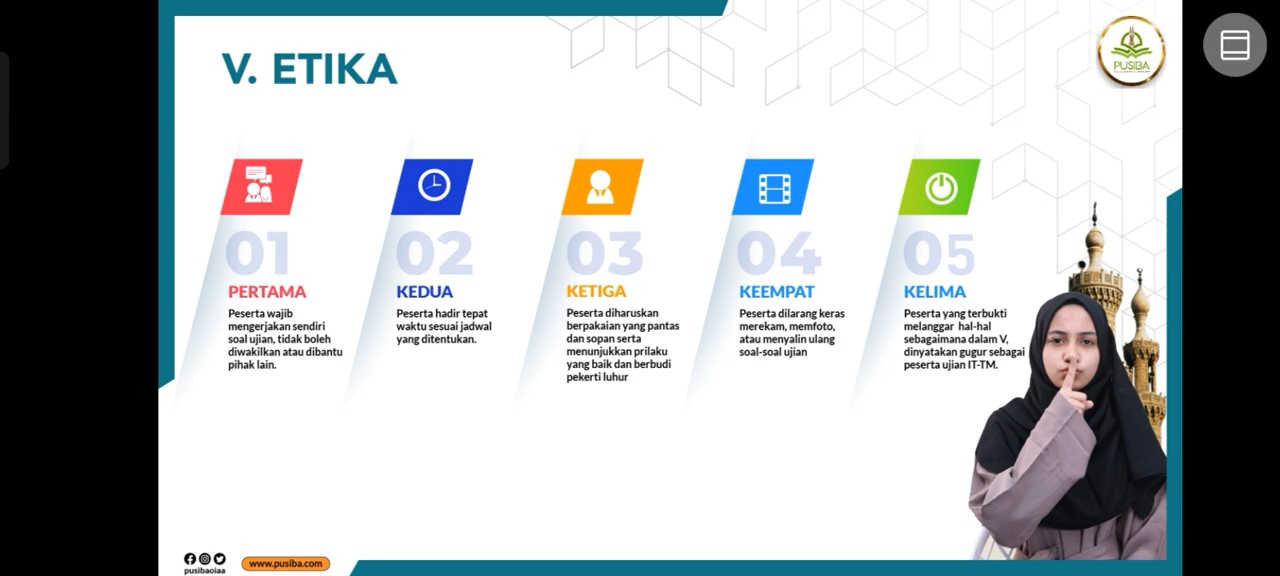 V. ETIKA
PUSIBA
01
PERTAMA
Peserta wajib
mengerjakan sendiri
soal ujian, tidak boleh
diwakilkan atau dibantu
pihak lain.
02
KEDUA
Peserta hadir tepat
waktu sesuai jadwal
yang ditentukan.
03
KETIGA
Peserta diharuskan
berpakaian yang pantas
dan sopan serta
menunjukkan prilaku
yang baik dan berbudi
pekerti luhur
04
KEEMPAT
Peserta dilarang keras
merekam, memfoto,
atau menyalin ulang
soal-soal ujian
05
KELIMA
Peserta yang terbukti
melanggar hal-hal
sebagaimana dalam V,
dinyatakan gugur sebagai
peserta ujian IT-TM.
pusibaoiaa
www.pusiba.com